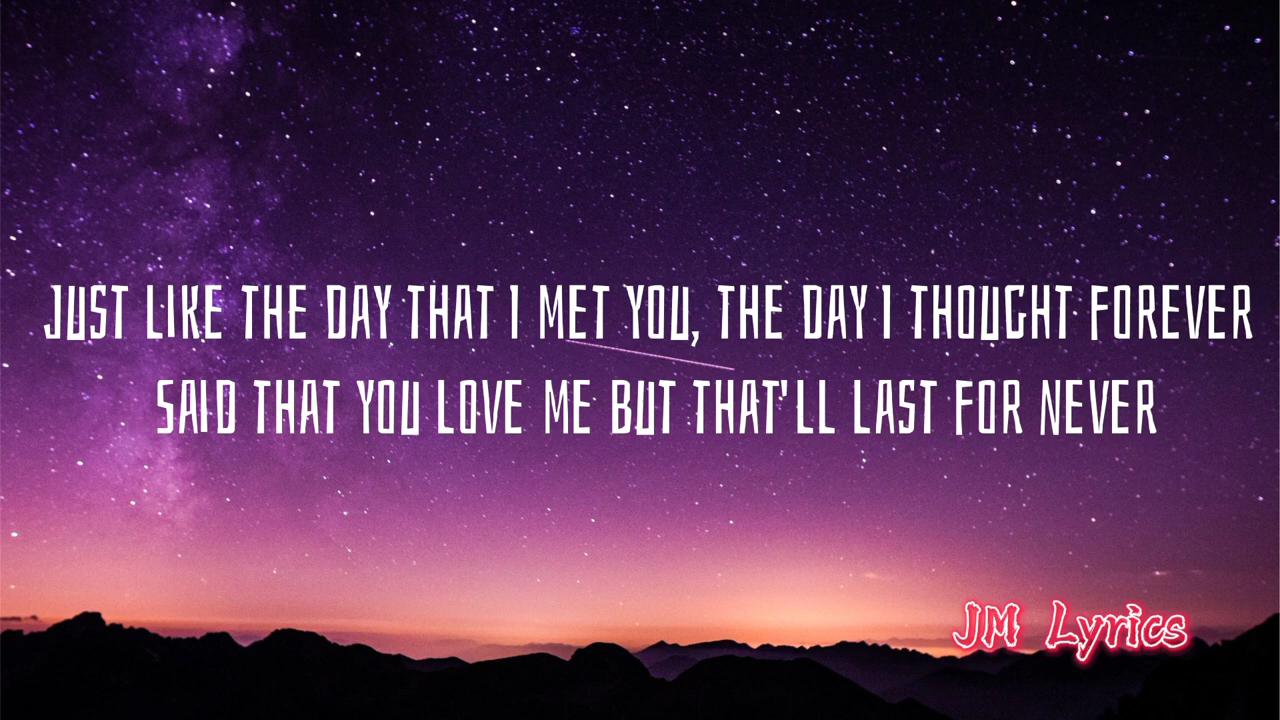 JUST LIKE THE DAY THAT I MET YOU, THE DAY I THOUGHT FOREVER
SAID THAT YOU LOVE ME BUT THAT'LL LAST FOR NEVER
JM Lyrics